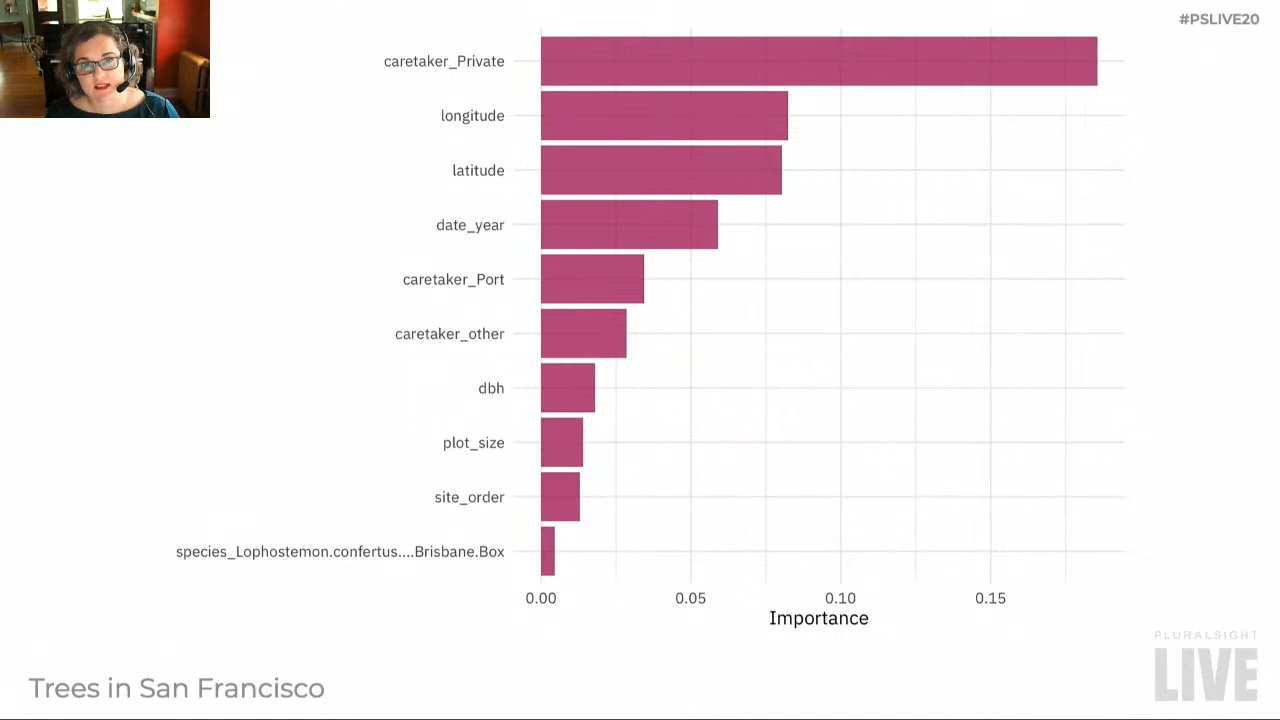 #PSLIVE20
caretaker_Private
longitude
latitude
date_year
caretaker_Port
caretaker_other
dbh
plot_size
site_order
species_Lophostemon.confertus....Brisbane.Box
0.00 0.05 0.10 0.15
Importance
PLURALSIGHT
LIVE
Trees in San Francisco